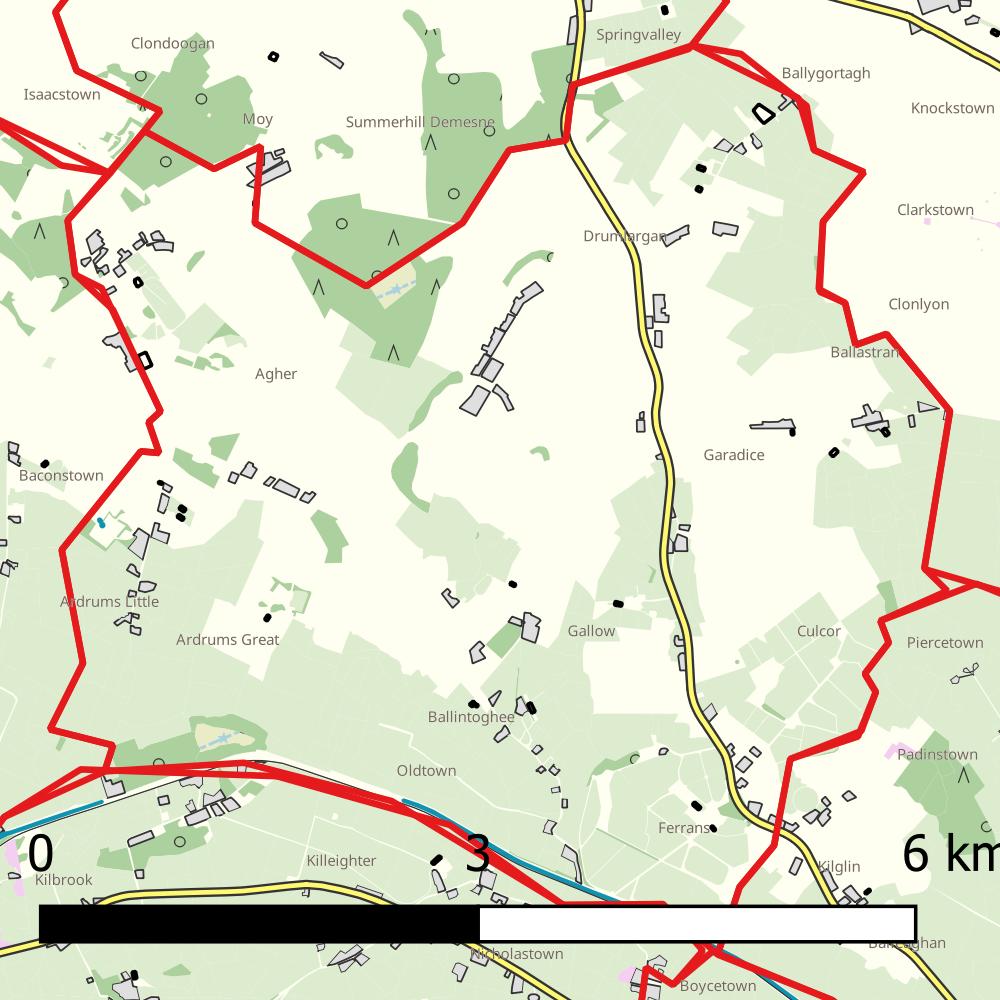 Springvalley
Clondoogan
Ballygortagh
Isaacstown
Knockstown
Moy
Summerhill Demesne
Clarkstown
Drumlargan
Clonlyon
Ballastran
Agher
Garadice
Baconstown
Ardrums Little
Gallow
Culcor
Ardrums Great
Piercetown
Ballintoghee
Padinstown
Oldtown
Ferrans
0
3
6 km
Killeighter
Kilglin
Kilbrook
Balfeaghan
Nicholastown
Boycetown